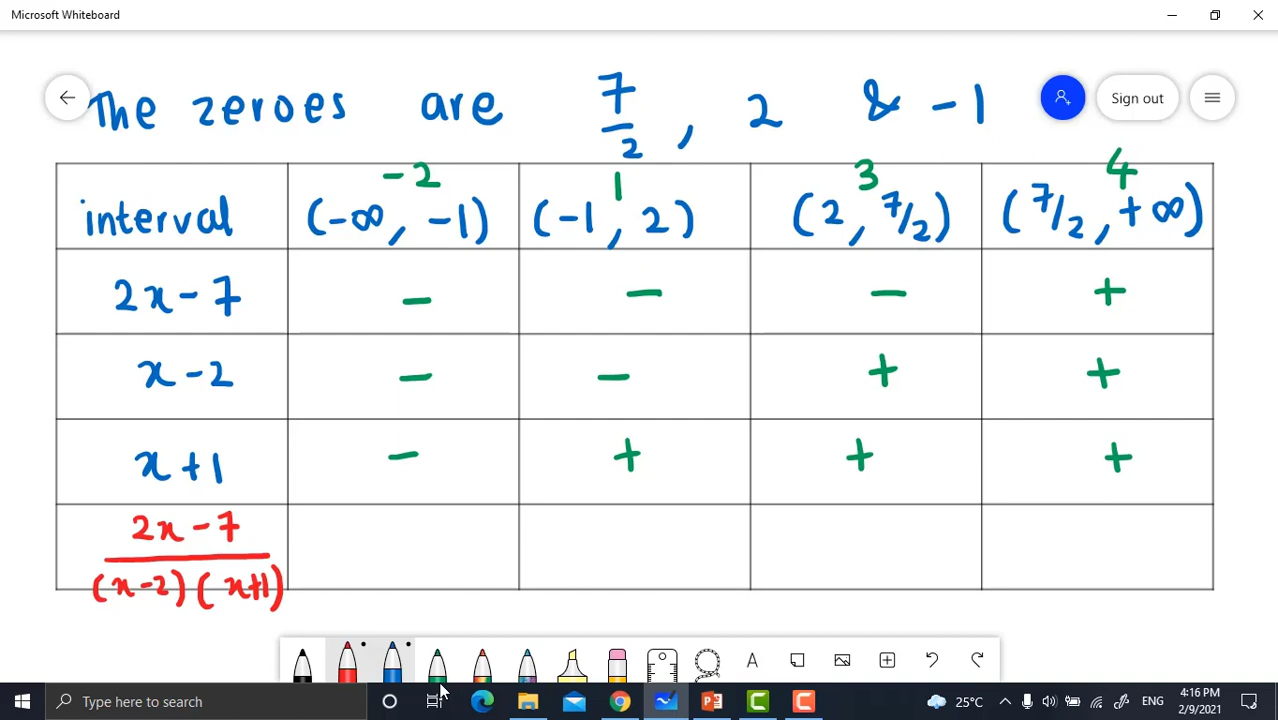 Microsoft Whiteboard
The zeroes are 7/2, 2 & -1
Sign out
-2 1 3 4
interval (-∞, -1) (-1, 2) (2, 7/2) (7/2, +∞)
2x-7 - - - +
x-2 - - + +
x+1 - + + +
2x-7
(x-2)(x+1)
A
Type here to search
25°C ENG 4:16 PM
2/9/2021